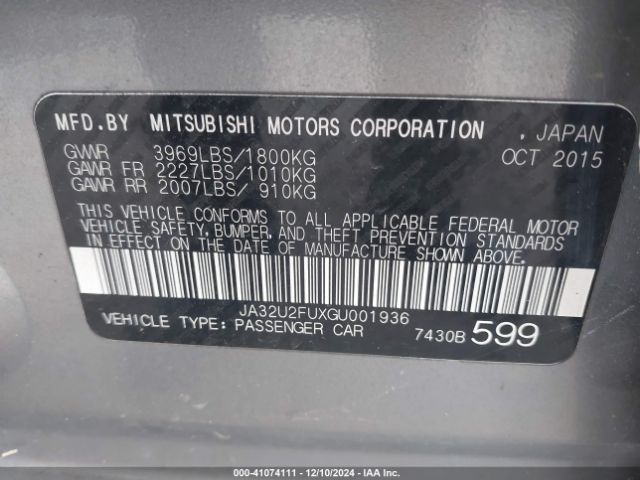 MFD.BY MITSUBISHI MOTORS CORPORATION . JAPAN
GVWR 3969LBS/1800KG OCT 2015
GAWR FR 2227LBS/1010KG
GAWR RR 2007LBS/ 910KG
THIS VEHICLE CONFORMS TO ALL APPLICABLE FEDERAL MOTOR
VEHICLE SAFETY, BUMPER, AND THEFT PREVENTION STANDARDS
IN EFFECT ON THE DATE OF MANUFACTURE SHOWN ABOVE.
JA32U2FUXGU001936
VEHICLE TYPE: PASSENGER CAR 7430B 599
000-41074111 - 12/10/2024 - IAA Inc.